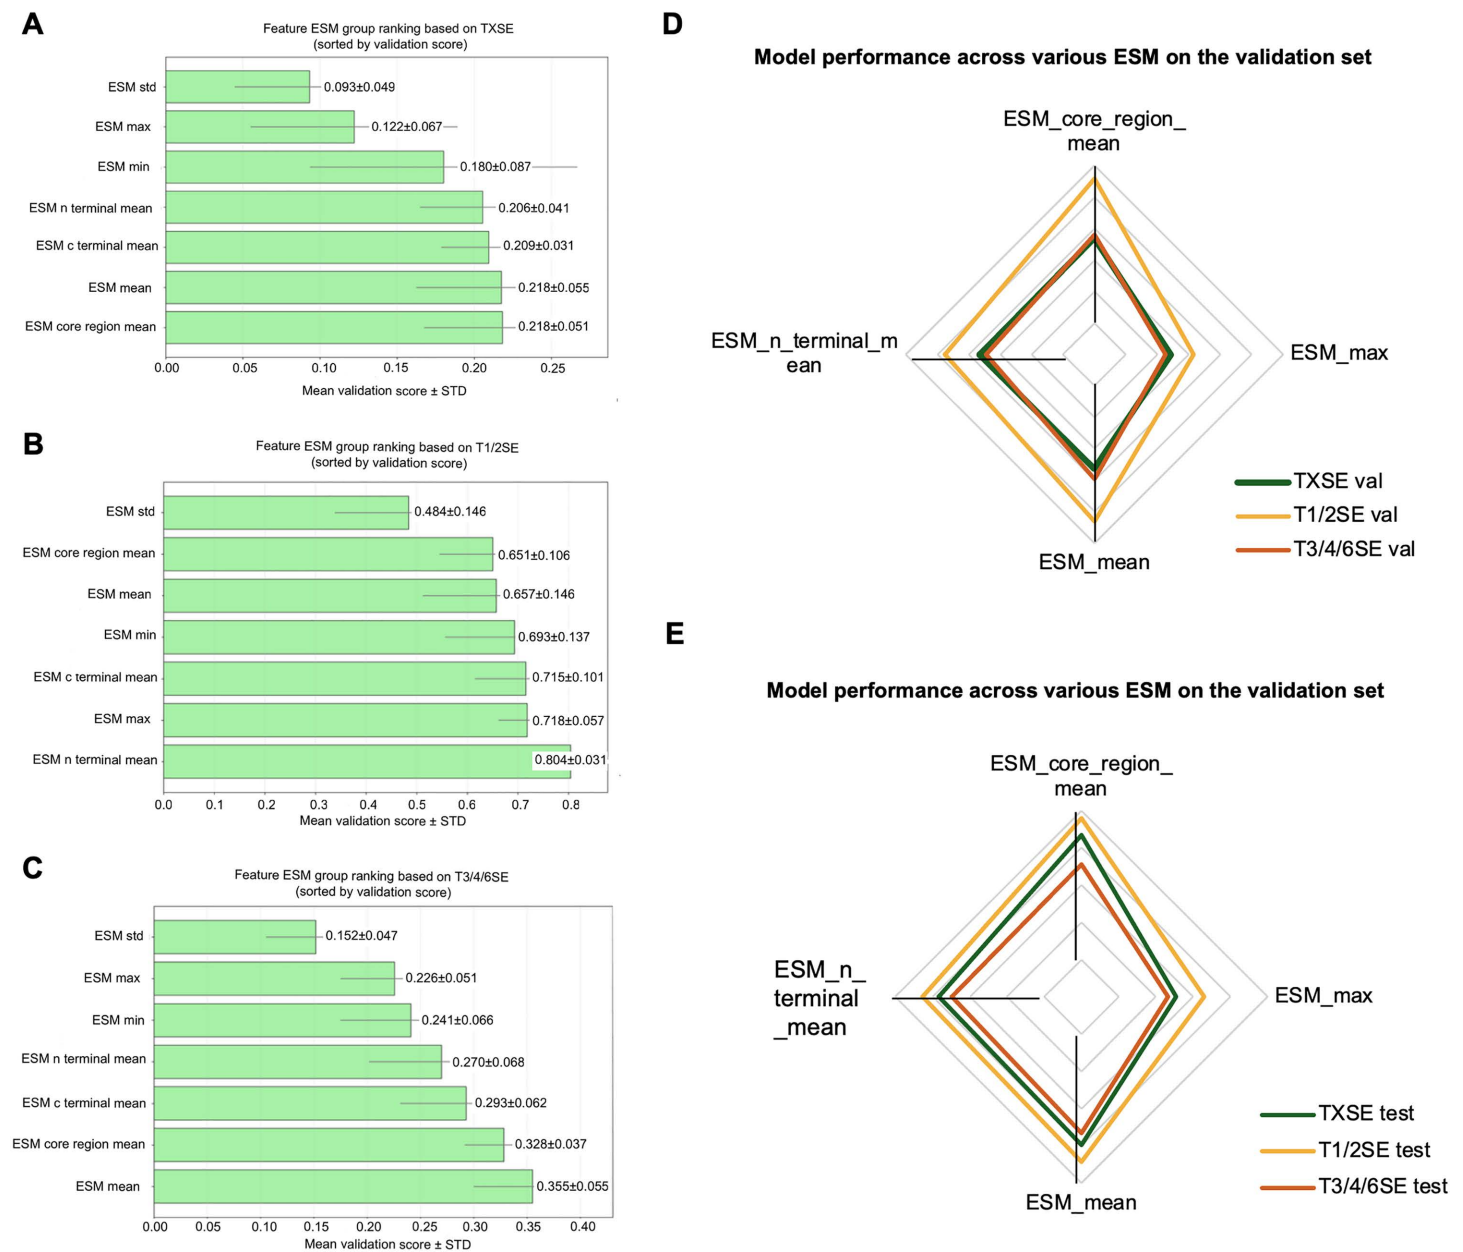 A
Feature ESM group ranking based on TXSE
(sorted by validation score)
ESM std
0.093±0.049
ESM max
0.122±0.067
ESM min
0.180±0.087
ESM n terminal mean
0.206±0.041
ESM c terminal mean
0.209±0.031
ESM mean
0.218±0.055
ESM core region mean
0.218±0.051
0.00 0.05 0.10 0.15 0.20 0.25
Mean validation score ± STD
B
Feature ESM group ranking based on T1/2SE
(sorted by validation score)
ESM std
0.484±0.146
ESM core region mean
0.651±0.106
ESM mean
0.657±0.146
ESM min
0.693±0.137
ESM c terminal mean
0.715±0.101
ESM max
0.718±0.057
ESM n terminal mean
0.804±0.031
0.0 0.1 0.2 0.3 0.4 0.5 0.6 0.7 0.8
Mean validation score ± STD
C
Feature ESM group ranking based on T3/4/6SE
(sorted by validation score)
ESM std
0.152±0.047
ESM max
0.226±0.051
ESM min
0.241±0.066
ESM n terminal mean
0.270±0.068
ESM c terminal mean
0.293±0.062
ESM core region mean
0.328±0.037
ESM mean
0.355±0.055
0.00 0.05 0.10 0.15 0.20 0.25 0.30 0.35 0.40
Mean validation score ± STD
D
Model performance across various ESM on the validation set
ESM_core_region_
mean
ESM_n_terminal_m
ean
ESM_max
ESM_mean
TXSE val
T1/2SE val
T3/4/6SE val
E
Model performance across various ESM on the validation set
ESM_core_region_
mean
ESM_n_
terminal
_mean
ESM_max
ESM_mean
TXSE test
T1/2SE test
T3/4/6SE test